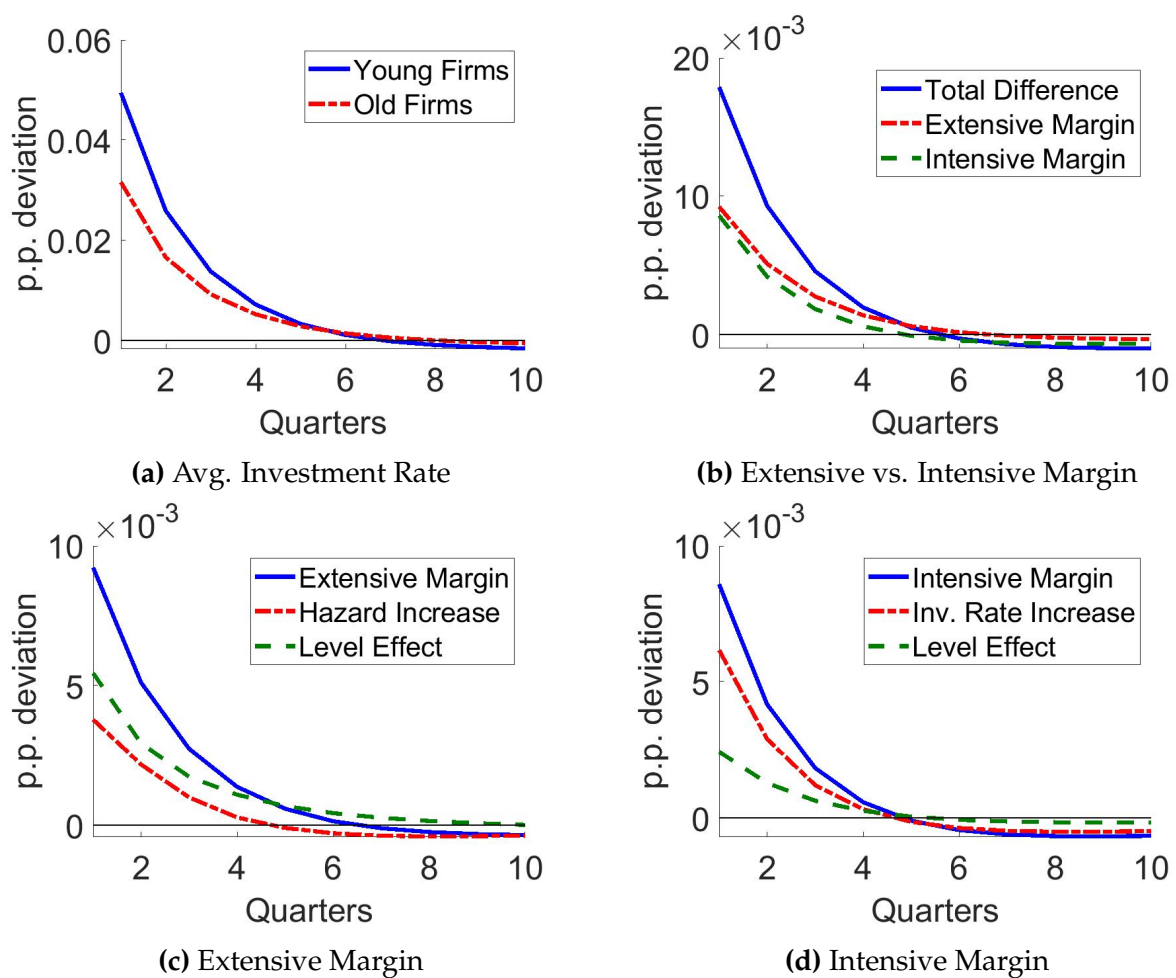 0.06
0.04
0.02
0
p.p. deviation
Young Firms
Old Firms
2 4 6 8 10
Quarters
(a) Avg. Investment Rate
×10⁻³
20
10
0
p.p. deviation
Total Difference
Extensive Margin
Intensive Margin
2 4 6 8 10
Quarters
(b) Extensive vs. Intensive Margin
×10⁻³
10
5
0
p.p. deviation
Extensive Margin
Hazard Increase
Level Effect
2 4 6 8 10
Quarters
(c) Extensive Margin
×10⁻³
10
5
0
p.p. deviation
Intensive Margin
Inv. Rate Increase
Level Effect
2 4 6 8 10
Quarters
(d) Intensive Margin